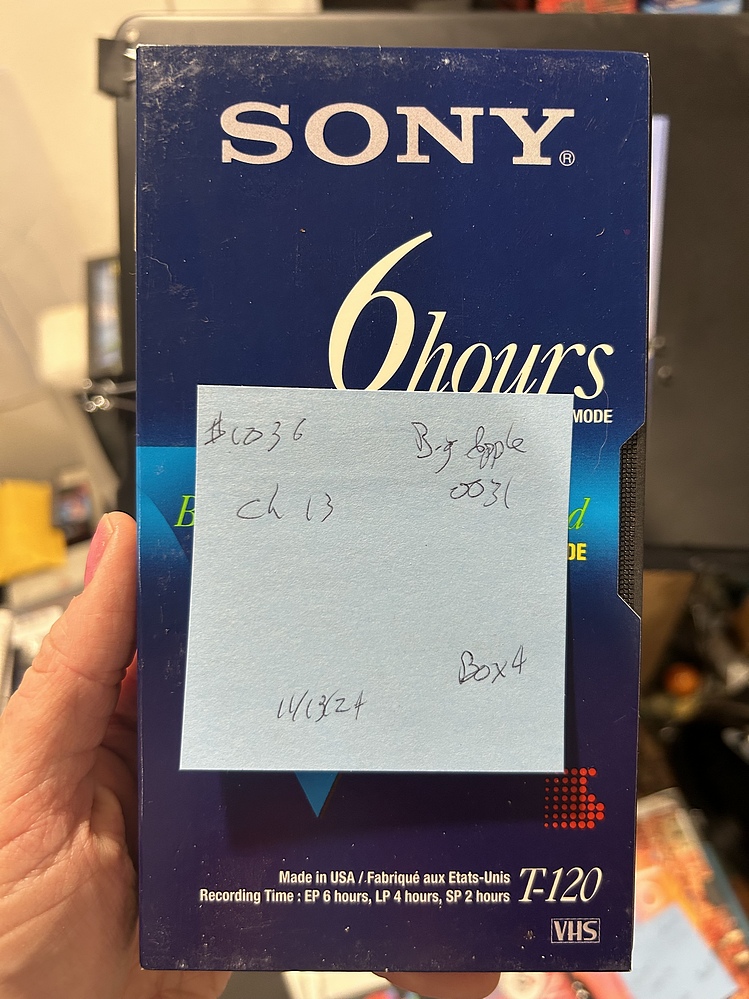 SONY®
6 hours
MODE
$1036 Big Apple
0031
ch 13
B d
DE
Box 4
11/13/24
Made in USA / Fabriqué aux Etats-Unis
Recording Time : EP 6 hours, LP 4 hours, SP 2 hours
T-120
VHS